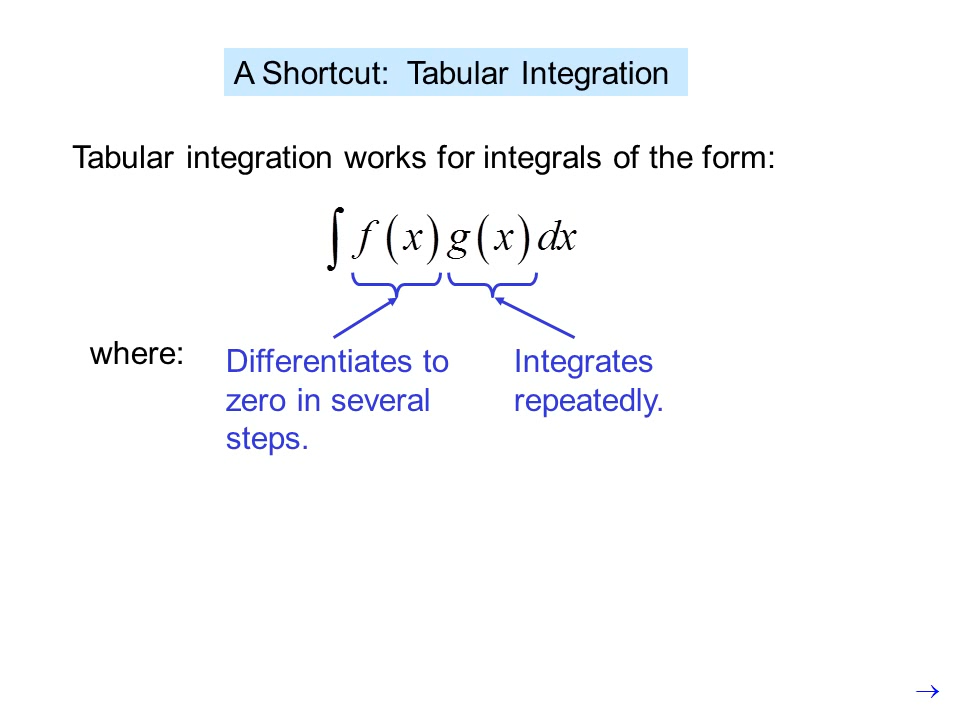 A Shortcut: Tabular Integration
Tabular integration works for integrals of the form:
∫ f(x) g(x) dx
where:
Differentiates to
zero in several
steps.
Integrates
repeatedly.
→